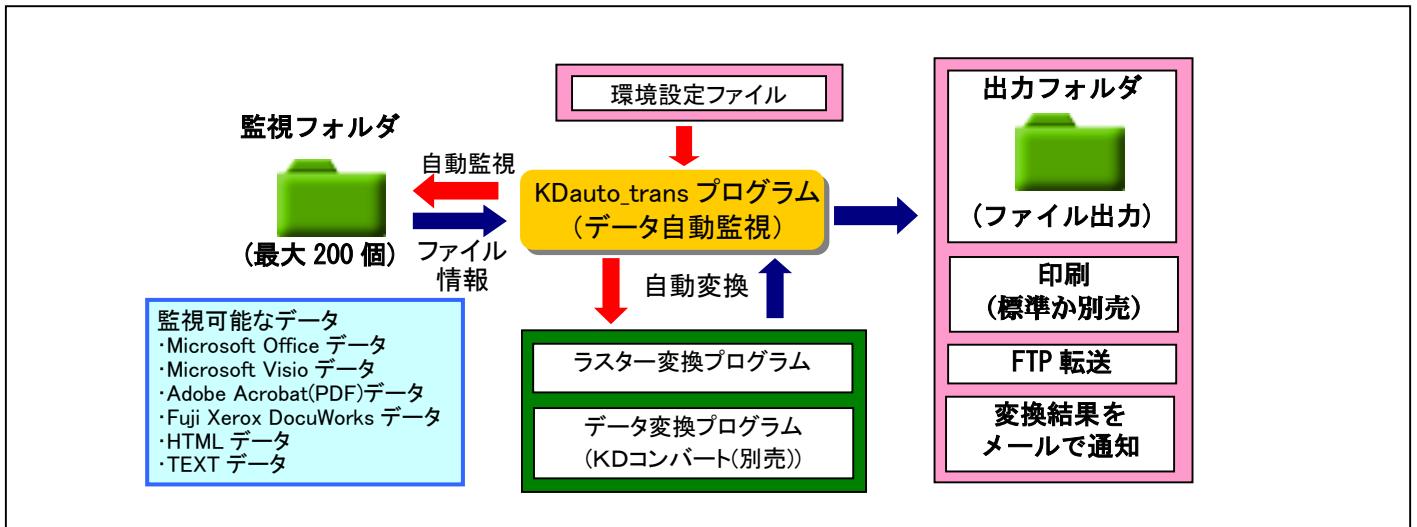 環境設定ファイル
監視フォルダ
(最大 200 個)
自動監視
ファイル
情報
KDauto_trans プログラム
(データ自動監視)
自動変換
ラスター変換プログラム
データ変換プログラム
(KDコンバート(別売))
監視可能なデータ
・Microsoft Office データ
・Microsoft Visio データ
・Adobe Acrobat(PDF)データ
・Fuji Xerox DocuWorks データ
・HTML データ
・TEXT データ
出力フォルダ
(ファイル出力)
印刷
(標準か別売)
FTP 転送
変換結果を
メールで通知